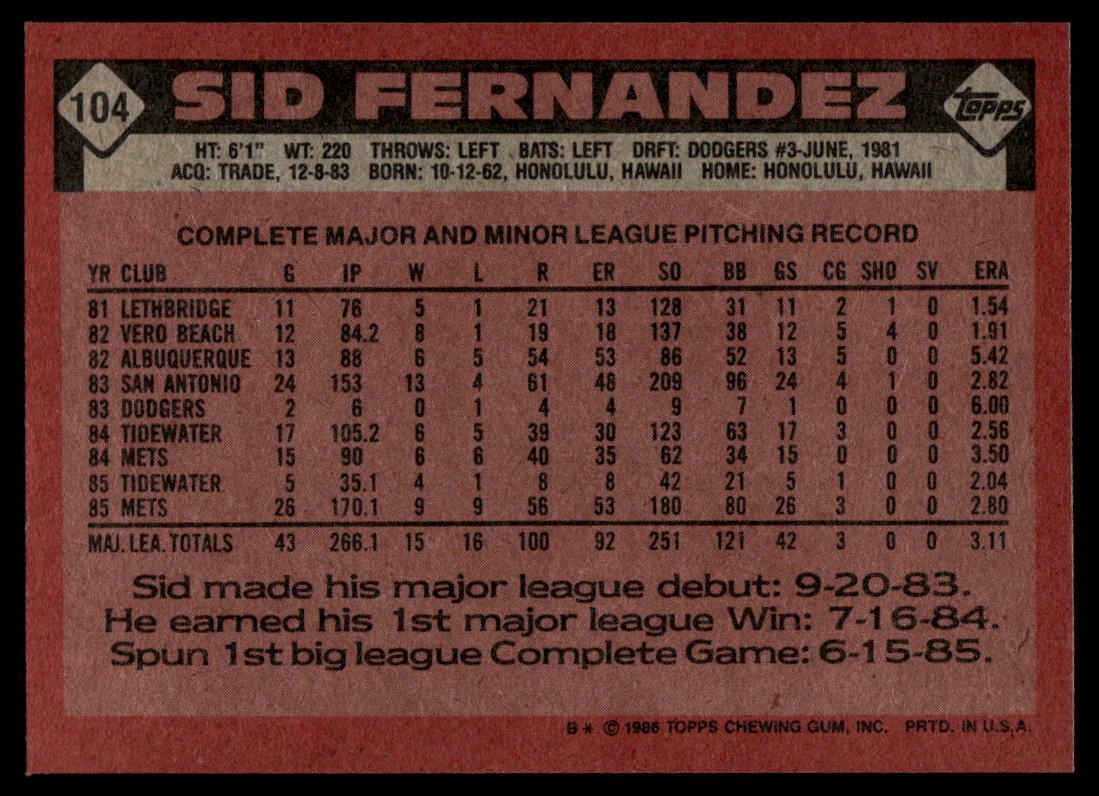 104 SID FERNANDEZ TOPPS
HT: 6'1" WT: 220 THROWS: LEFT BATS: LEFT DRFT: DODGERS #3-JUNE, 1981
ACQ: TRADE, 12-8-83 BORN: 10-12-62, HONOLULU, HAWAII HOME: HONOLULU, HAWAII
COMPLETE MAJOR AND MINOR LEAGUE PITCHING RECORD
YR CLUB G IP W L R ER SO BB GS CG SHO SV ERA
81 LETHBRIDGE 11 76 5 1 21 13 128 31 11 2 1 0 1.54
82 VERO BEACH 12 84.2 8 1 19 18 137 38 12 5 4 0 1.91
82 ALBUQUERQUE 13 88 6 5 54 53 86 52 13 5 0 0 5.42
83 SAN ANTONIO 24 153 13 4 61 48 209 96 24 4 1 0 2.82
83 DODGERS 2 6 0 1 4 4 9 7 1 0 0 0 6.00
84 TIDEWATER 17 105.2 6 5 39 30 123 63 17 3 0 0 2.56
84 METS 15 90 6 6 40 35 62 34 15 0 0 0 3.50
85 TIDEWATER 5 35.1 4 1 8 8 42 21 5 1 0 0 2.04
85 METS 26 170.1 9 9 56 53 180 80 26 3 0 0 2.80
MAJ. LEA. TOTALS 43 266.1 15 16 100 92 251 121 42 3 0 0 3.11
Sid made his major league debut: 9-20-83.
He earned his 1st major league Win: 7-16-84.
Spun 1st big league Complete Game: 6-15-85.
B * © 1986 TOPPS CHEWING GUM, INC. PRTD. IN U.S.A.